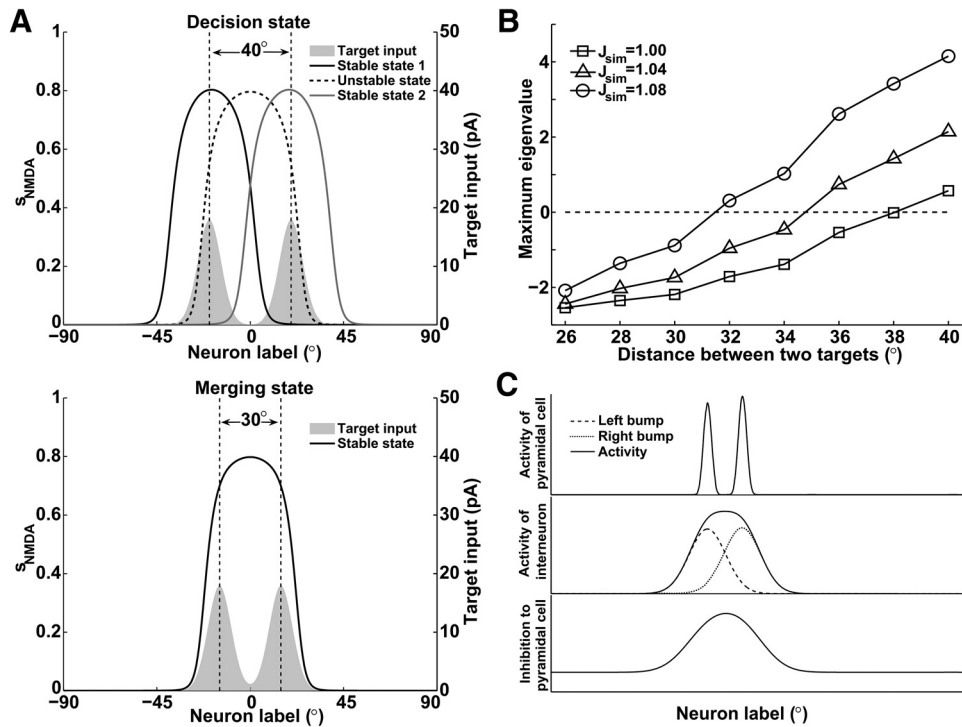 A
Decision state
40°
Target input
Stable state 1
Unstable state
Stable state 2
1
0.8
0.6
0.4
0.2
0
s_NMDA
50
40
30
20
10
0
Target input (pA)
−90 −45 0 45 90
Neuron label (°)
Merging state
30°
Target input
Stable state
1
0.8
0.6
0.4
0.2
0
s_NMDA
50
40
30
20
10
0
Target input (pA)
−90 −45 0 45 90
Neuron label (°)
B
J_sim=1.00
J_sim=1.04
J_sim=1.08
4
2
0
−2
Maximum eigenvalue
26 28 30 32 34 36 38 40
Distance between two targets (°)
C
Left bump
Right bump
Activity
Activity of
pyramidal cell
Activity of
interneuron
Inhibition to
pyramidal cell
Neuron label (°)